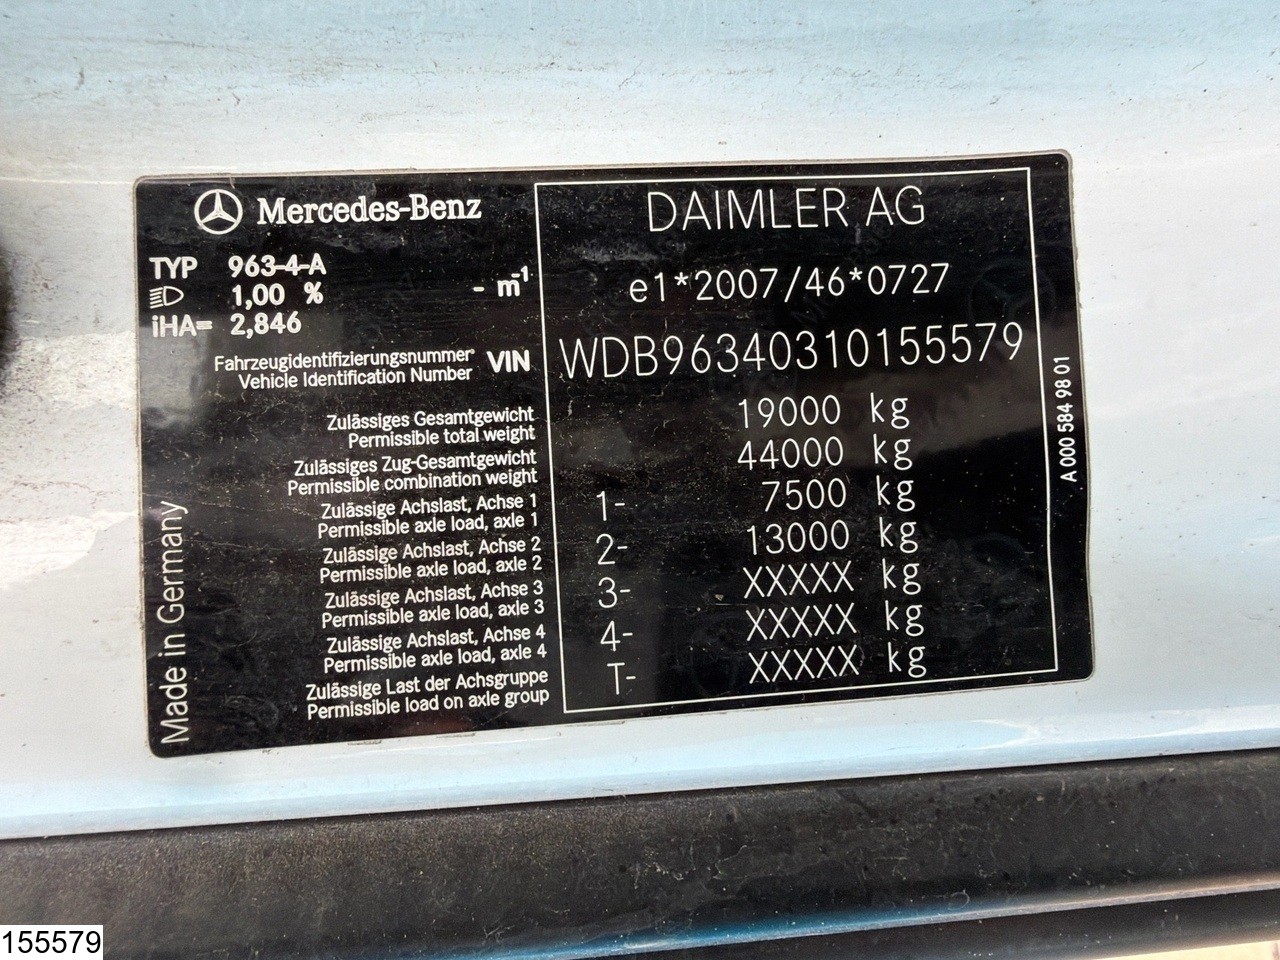 Mercedes-Benz
DAIMLER AG
TYP 963-4-A
1,00 % - m⁻¹
iHA= 2,846
e1*2007/46*0727
Fahrzeugidentifizierungsnummer
Vehicle Identification Number
VIN WDB96340310155579
Zulässiges Gesamtgewicht
Permissible total weight
19000 kg
Zulässiges Zug-Gesamtgewicht
Permissible combination weight
44000 kg
Zulässige Achslast, Achse 1
Permissible axle load, axle 1
1- 7500 kg
Zulässige Achslast, Achse 2
Permissible axle load, axle 2
2- 13000 kg
Zulässige Achslast, Achse 3
Permissible axle load, axle 3
3- XXXXX kg
Zulässige Achslast, Achse 4
Permissible axle load, axle 4
4- XXXXX kg
Zulässige Last der Achsgruppe
Permissible load on axle group
T- XXXXX kg
Made in Germany
A 000 584 98 01
155579